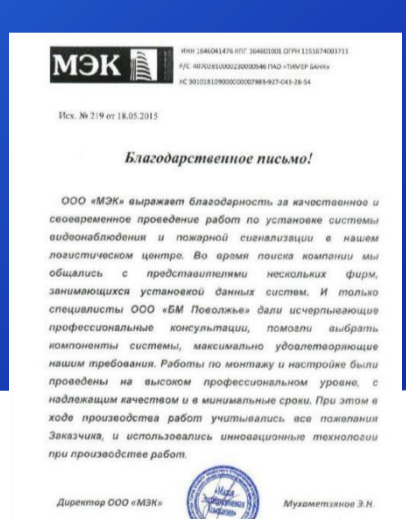 МЭК
ИНН 1646041476 КПП 164601001 ОГРН 1151674003711
Р/С 40702810000230000546 ПАО «ТИМЕР БАНК»
Исх. № 219 от 18.05.2015
Благодарственное письмо!
ООО «МЭК» выражает благодарность за качественное и
своевременное проведение работ по установке системы
видеонаблюдения и пожарной сигнализации в нашем
логистическом центре. Во время поиска компании мы
общались с представителями нескольких фирм,
занимающихся установкой данных систем. И только
специалисты ООО «БМ Поволжье» дали исчерпывающие
профессиональные консультации, помогли выбрать
компоненты системы, максимально удовлетворяющие
нашим требования. Работы по монтажу и настройке были
проведены на высоком профессиональном уровне, с
надлежащим качеством и в минимальные сроки. При этом в
ходе производства работ учитывались все пожелания
Заказчика, и использовались инновационные технологии
при производстве работ.
Директор ООО «МЭК»
Мухаметзянов Э.Н.